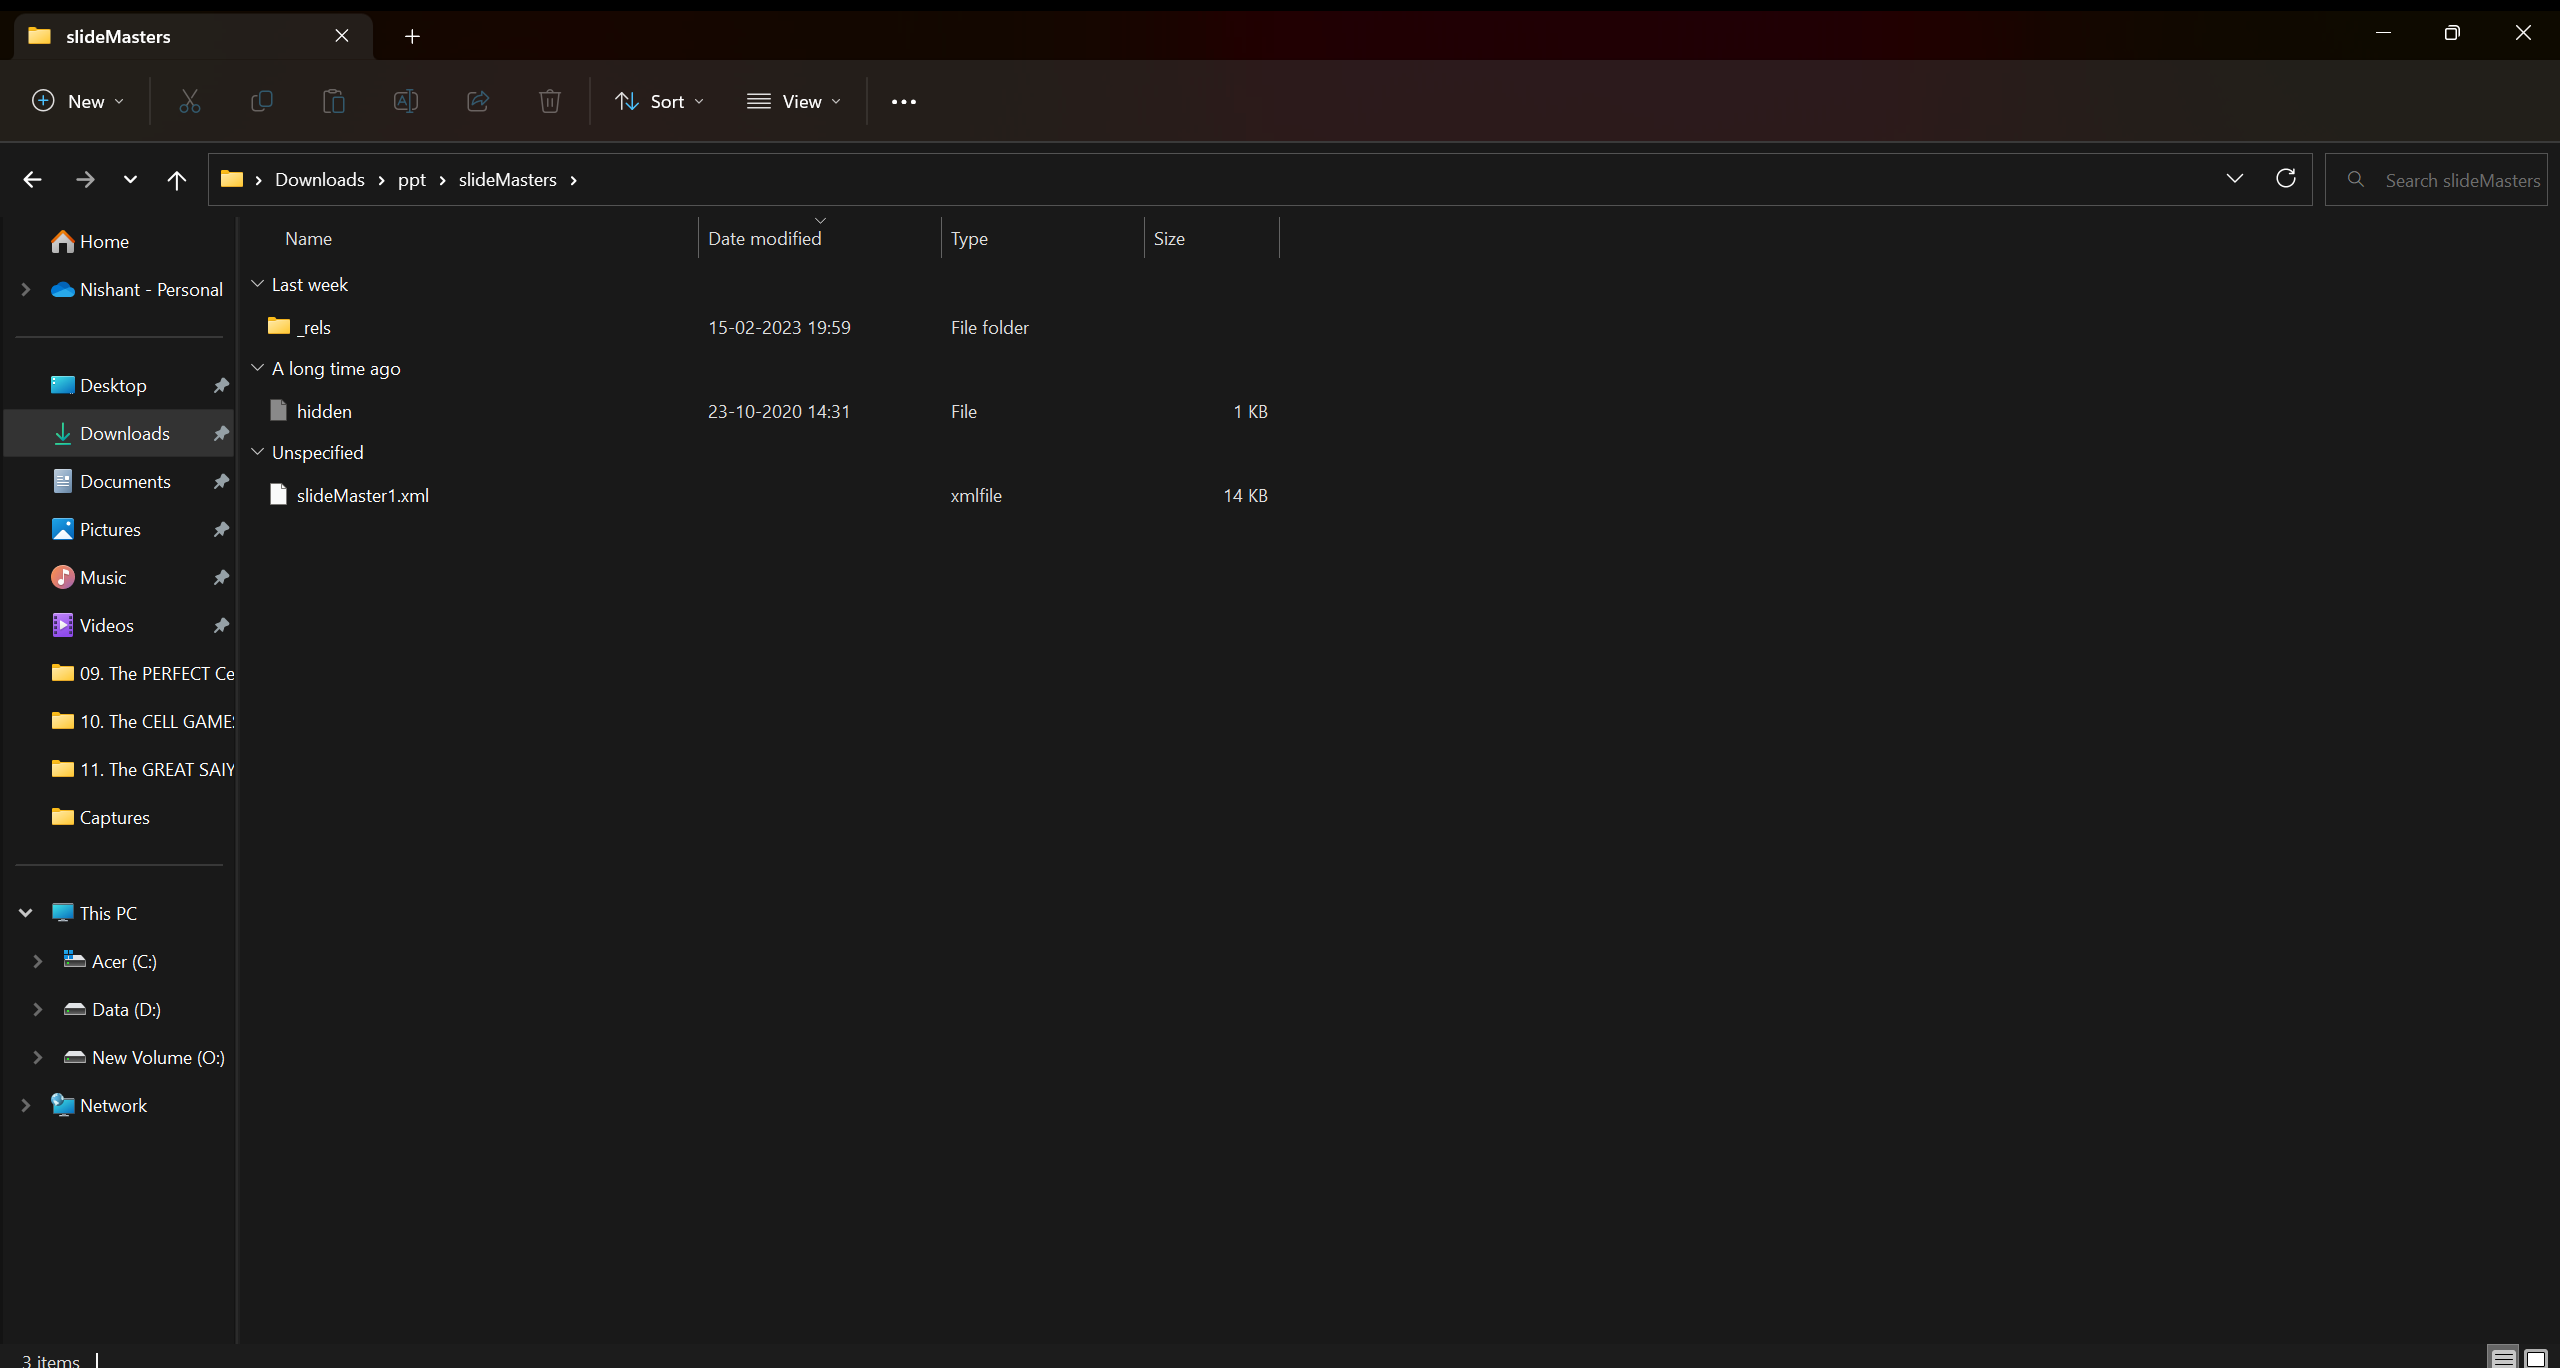 slideMasters
New
Sort
View
Downloads
ppt
slideMasters
Search slideMasters
Home
Nishant - Personal
Desktop
Downloads
Documents
Pictures
Music
Videos
09. The PERFECT Ce
10. The CELL GAME
11. The GREAT SAIY
Captures
This PC
Acer (C:)
Data (D:)
New Volume (O:)
Network
Name Date modified Type Size
Last week
_rels 15-02-2023 19:59 File folder
A long time ago
hidden 23-10-2020 14:31 File 1 KB
Unspecified
slideMaster1.xml xmlfile 14 KB
3 items